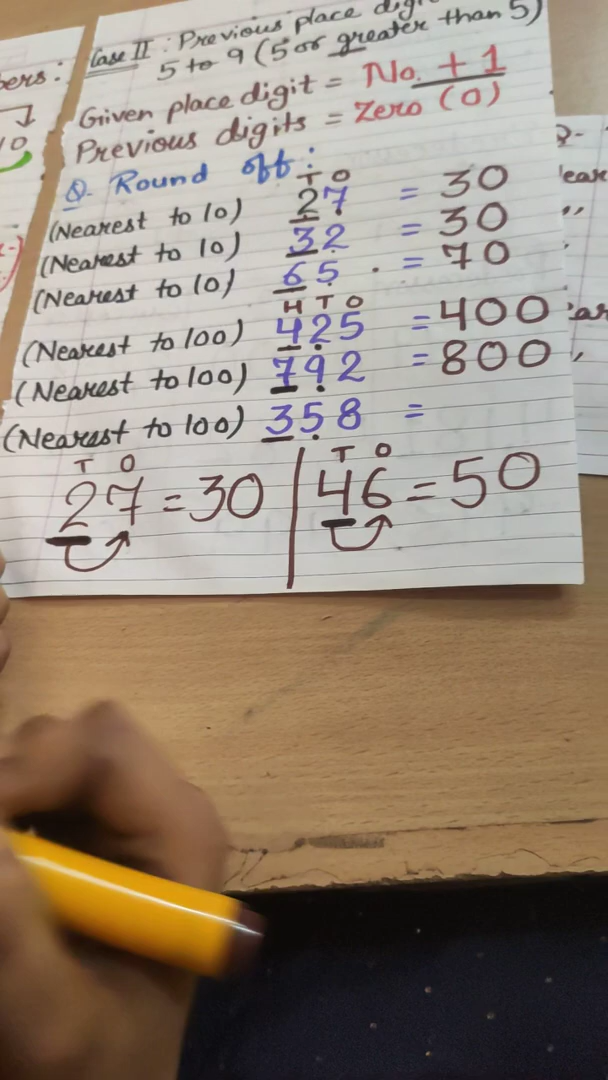 bers:
Case II : Previous place
5 to 9 (5 or greater than 5)
Given place digit = No. + 1
Previous digits = Zero (0)
Q. Round off :
T O
(Nearest to 10) 27 = 30
(Nearest to 10) 32 = 30
(Nearest to 10) 65 . = 70
H T O
(Nearest to 100) 425 = 400
(Nearest to 100) 792 = 800
(Nearest to 100) 358 =
T O
27 = 30
T O
46 = 50